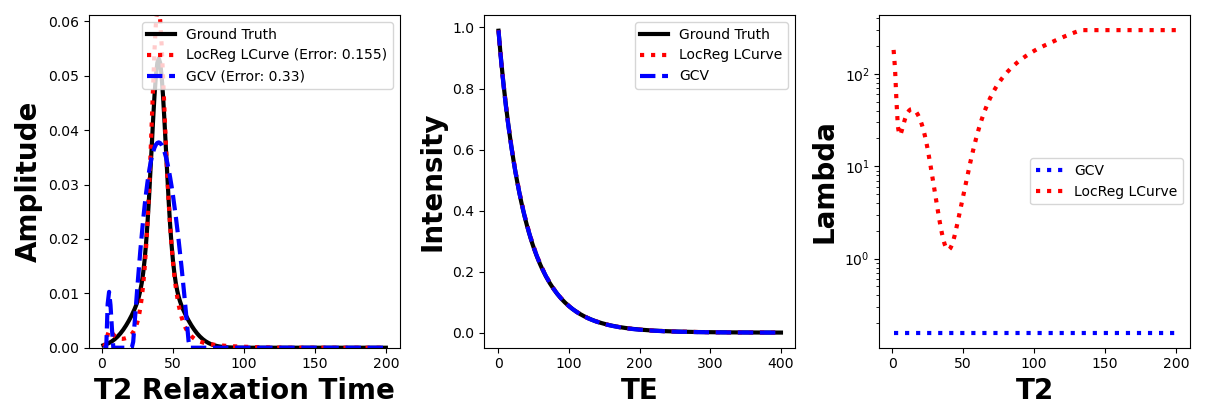 Amplitude
0.06
0.05
0.04
0.03
0.02
0.01
0.00
Ground Truth
LocReg LCurve (Error: 0.155)
GCV (Error: 0.33)
0
50
100
150
200
T2 Relaxation Time
Intensity
1.0
0.8
0.6
0.4
0.2
0.0
Ground Truth
LocReg LCurve
GCV
0
100
200
300
400
TE
Lambda
10²
10¹
10⁰
GCV
LocReg LCurve
0
50
100
150
200
T2